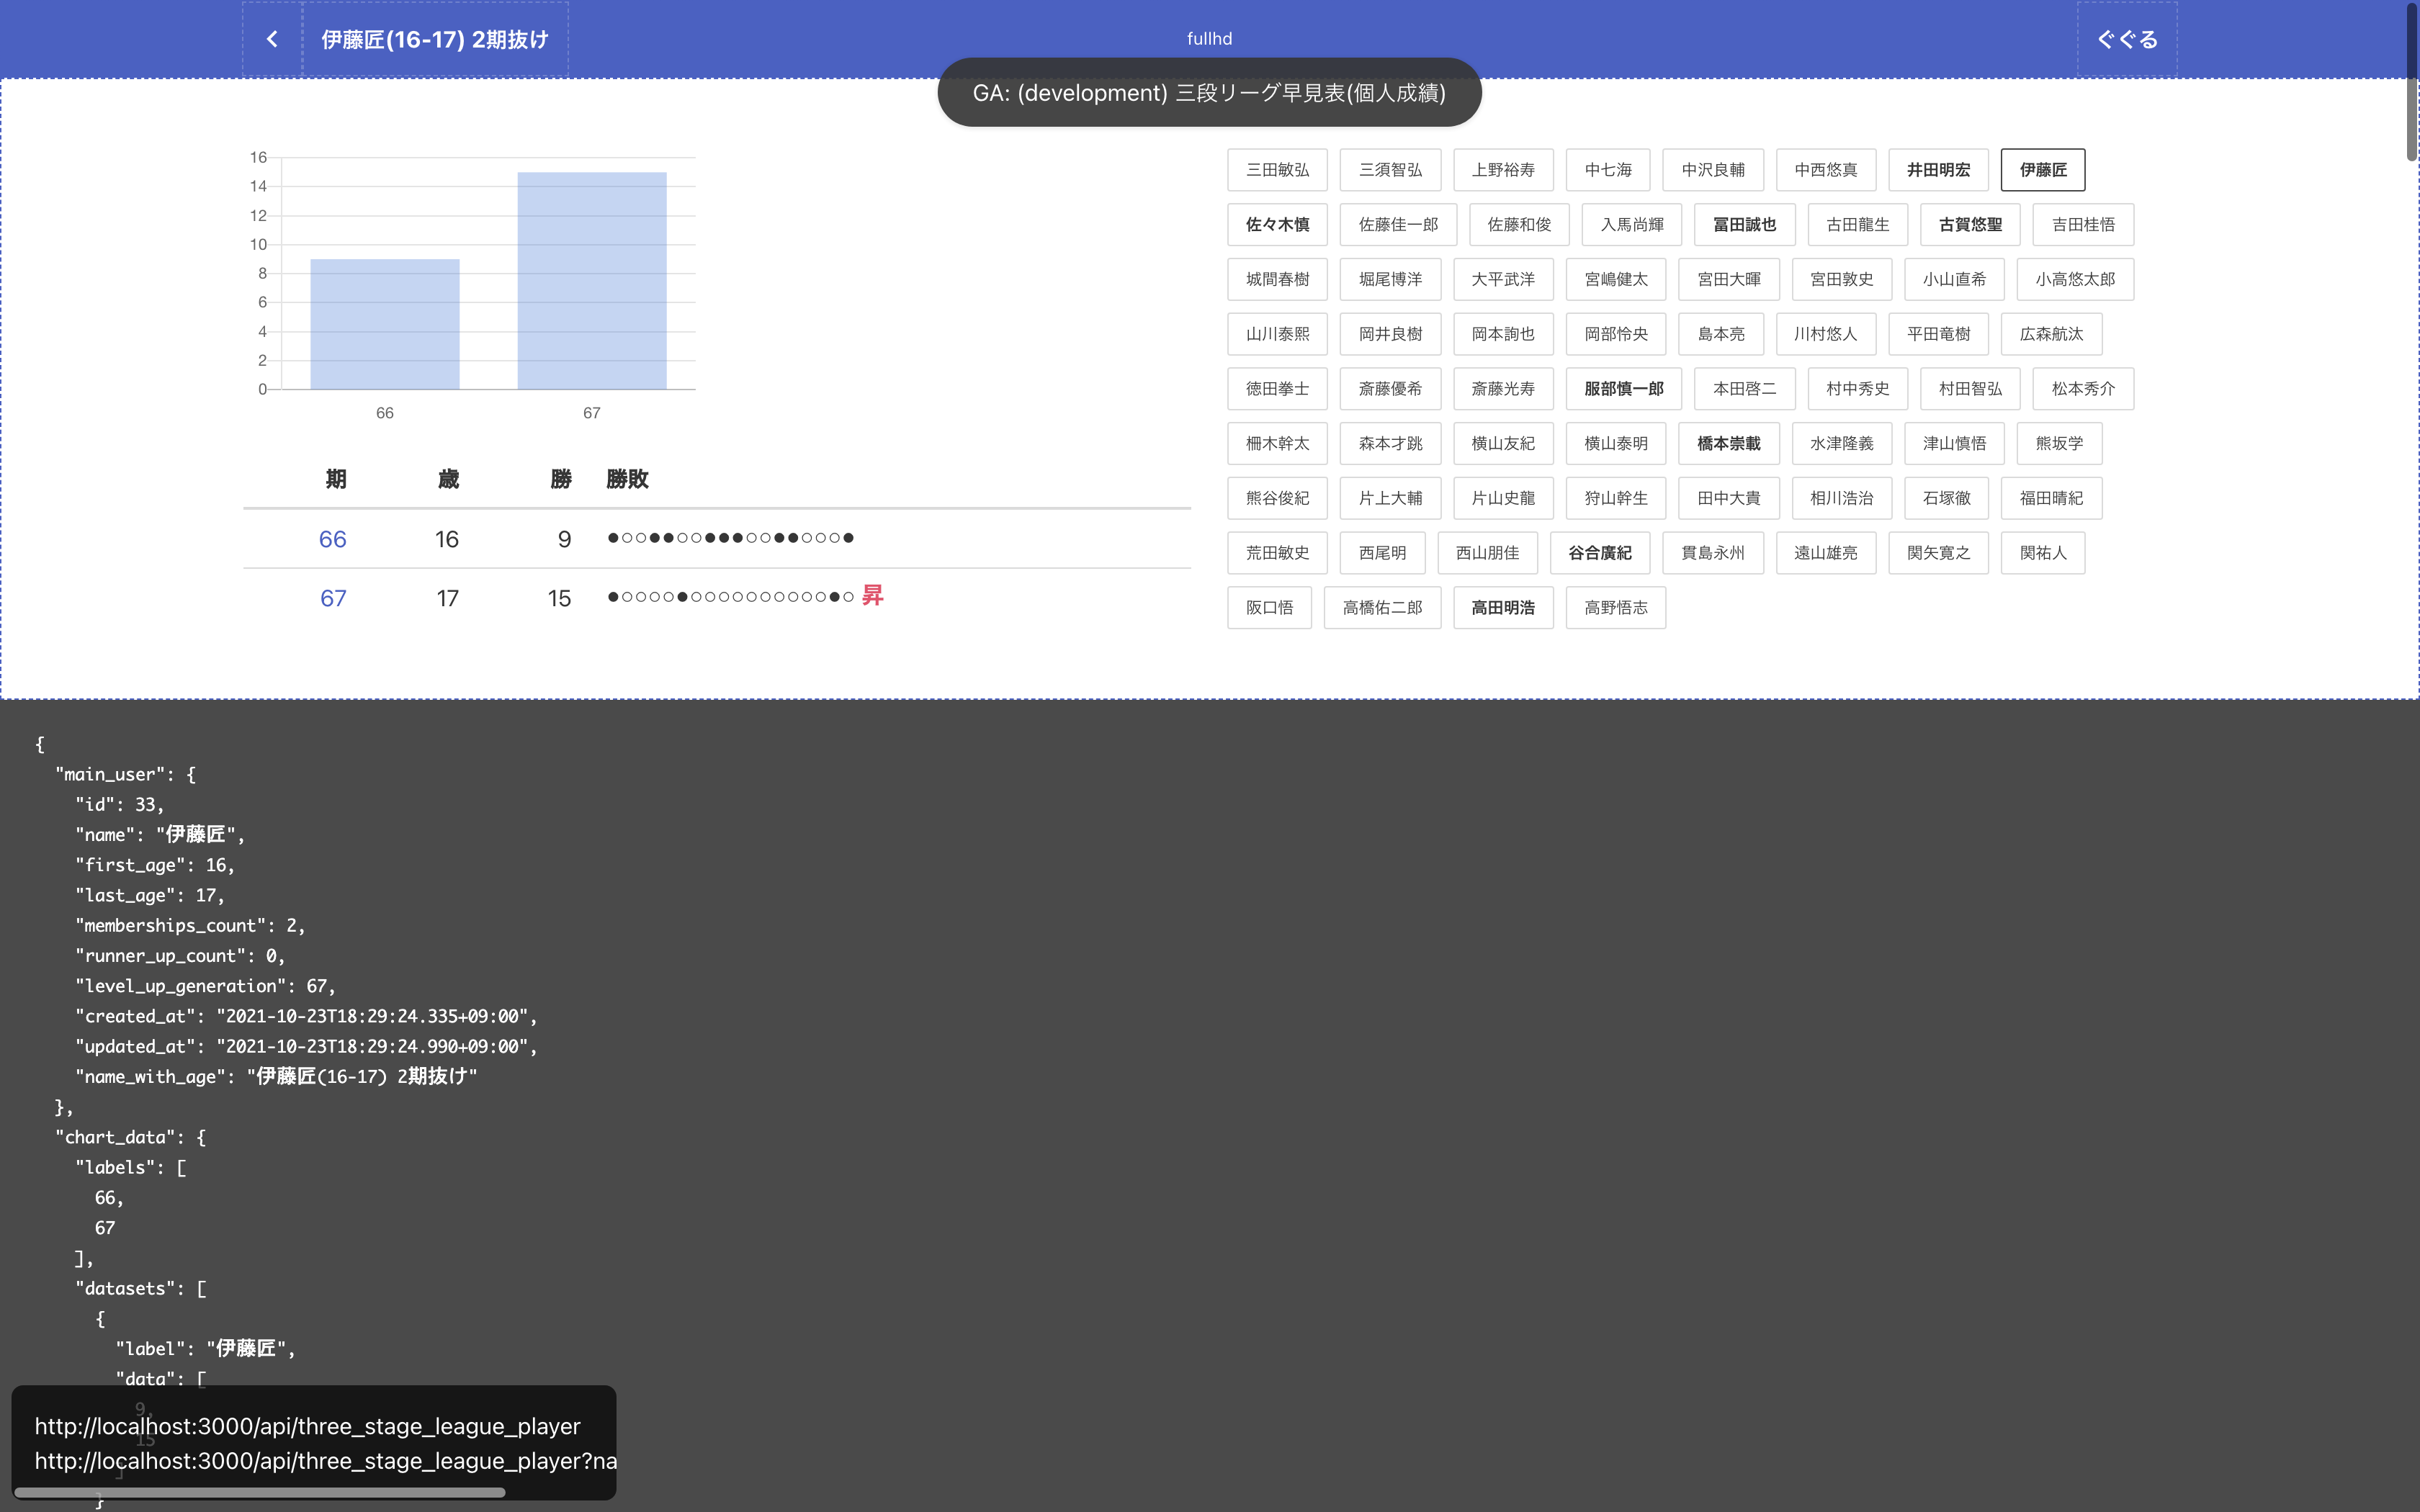 伊藤匠(16-17) 2期抜け
fullhd
ぐぐる
GA: (development) 三段リーグ早見表(個人成績)
16
14
12
10
8
6
4
2
0
66 67
期 歳 勝 勝敗
66 16 9 ●○○●●○○●●●○○●●○○○●
67 17 15 ●○○○○●○○○○○○○○○○●○ 昇
三田敏弘 三須智弘 上野裕寿 中七海 中沢良輔 中西悠真 井田明宏 伊藤匠
佐々木慎 佐藤佳一郎 佐藤和俊 入馬尚輝 冨田誠也 古田龍生 古賀悠聖 吉田桂悟
城間春樹 堀尾博洋 大平武洋 宮嶋健太 宮田大暉 宮田敦史 小山直希 小高悠太郎
山川泰熙 岡井良樹 岡本詢也 岡部怜央 島本亮 川村悠人 平田竜樹 広森航汰
徳田拳士 斎藤優希 斎藤光寿 服部慎一郎 本田啓二 村中秀史 村田智弘 松本秀介
柵木幹太 森本才跳 横山友紀 横山泰明 橋本崇載 水津隆義 津山慎悟 熊坂学
熊谷俊紀 片上大輔 片山史龍 狩山幹生 田中大貴 相川浩治 石塚徹 福田晴紀
荒田敏史 西尾明 西山朋佳 谷合廣紀 貫島永州 遠山雄亮 関矢寛之 関祐人
阪口悟 高橋佑二郎 高田明浩 高野悟志
{
"main_user": {
"id": 33,
"name": "伊藤匠",
"first_age": 16,
"last_age": 17,
"memberships_count": 2,
"runner_up_count": 0,
"level_up_generation": 67,
"created_at": "2021-10-23T18:29:24.335+09:00",
"updated_at": "2021-10-23T18:29:24.990+09:00",
"name_with_age": "伊藤匠(16-17) 2期抜け"
},
"chart_data": {
"labels": [
66,
67
],
"datasets": [
{
"label": "伊藤匠",
"data": [
9,
15
]
}
http://localhost:3000/api/three_stage_league_player
http://localhost:3000/api/three_stage_league_player?na